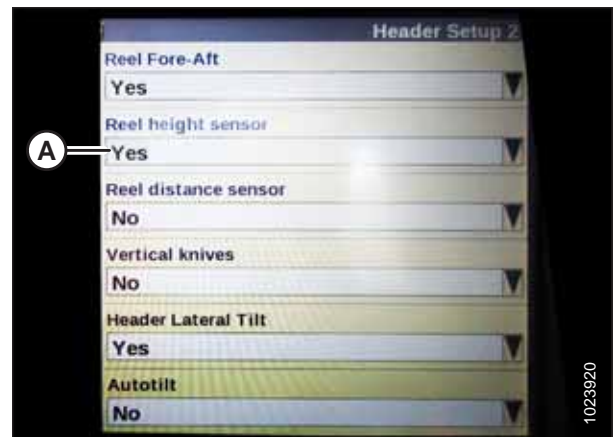 Header Setup 2
Reel Fore-Aft
Yes
Reel height sensor
A
Yes
Reel distance sensor
No
Vertical knives
No
Header Lateral Tilt
Yes
Autotilt
No
1023920